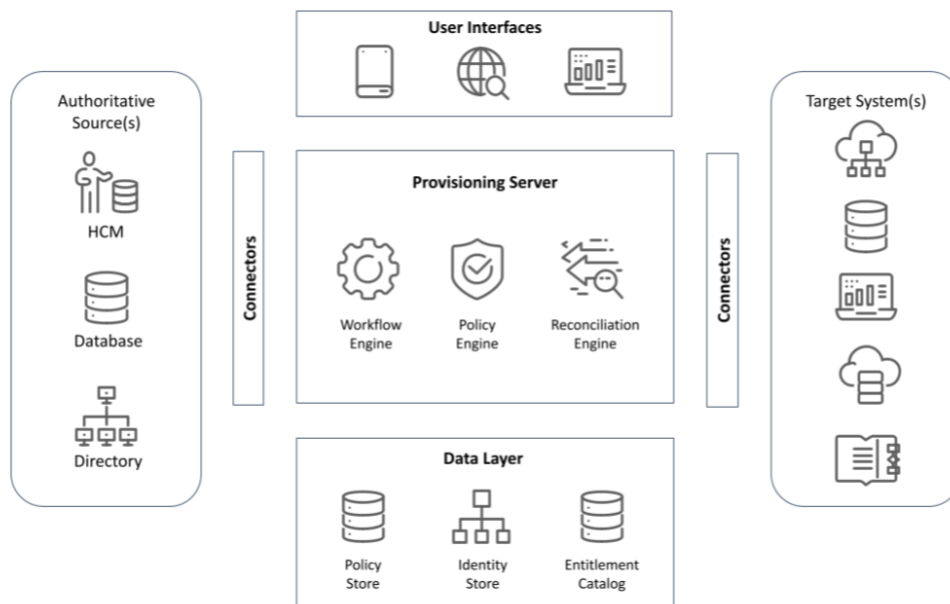 User Interfaces
Authoritative
Source(s)
HCM
Database
Directory
Connectors
Provisioning Server
Workflow
Engine
Policy
Engine
Reconciliation
Engine
Data Layer
Policy
Store
Identity
Store
Entitlement
Catalog
Connectors
Target System(s)